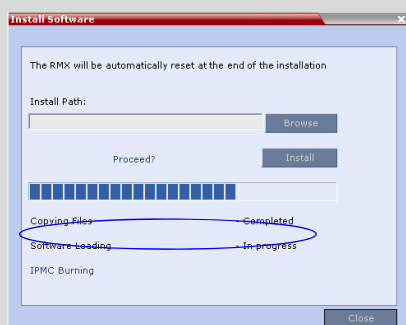 Install Software
The RMX will be automatically reset at the end of the installation
Install Path:
Browse
Proceed?
Install
Copying Files - Completed
Software Loading - In progress
IPMC Burning
Close